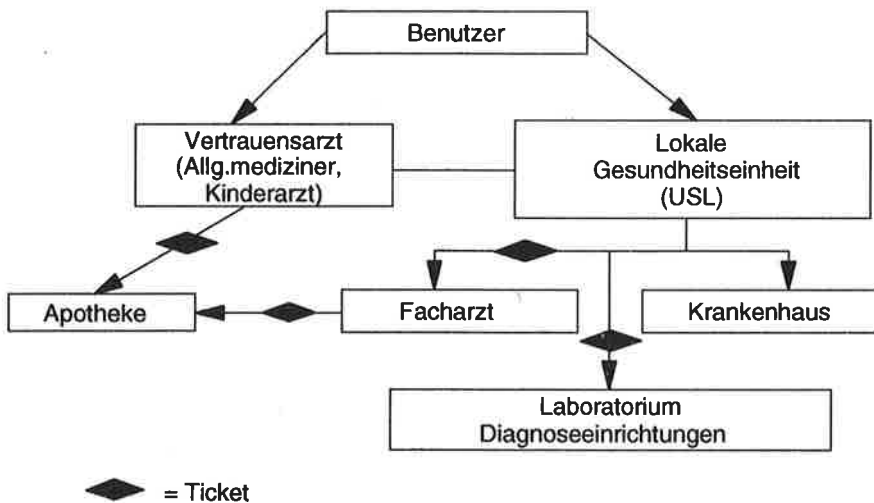 Benutzer
Vertrauensarzt
(Allg.mediziner,
Kinderarzt)
Lokale
Gesundheitseinheit
(USL)
Apotheke
Facharzt
Krankenhaus
Laboratorium
Diagnoseeinrichtungen
= Ticket